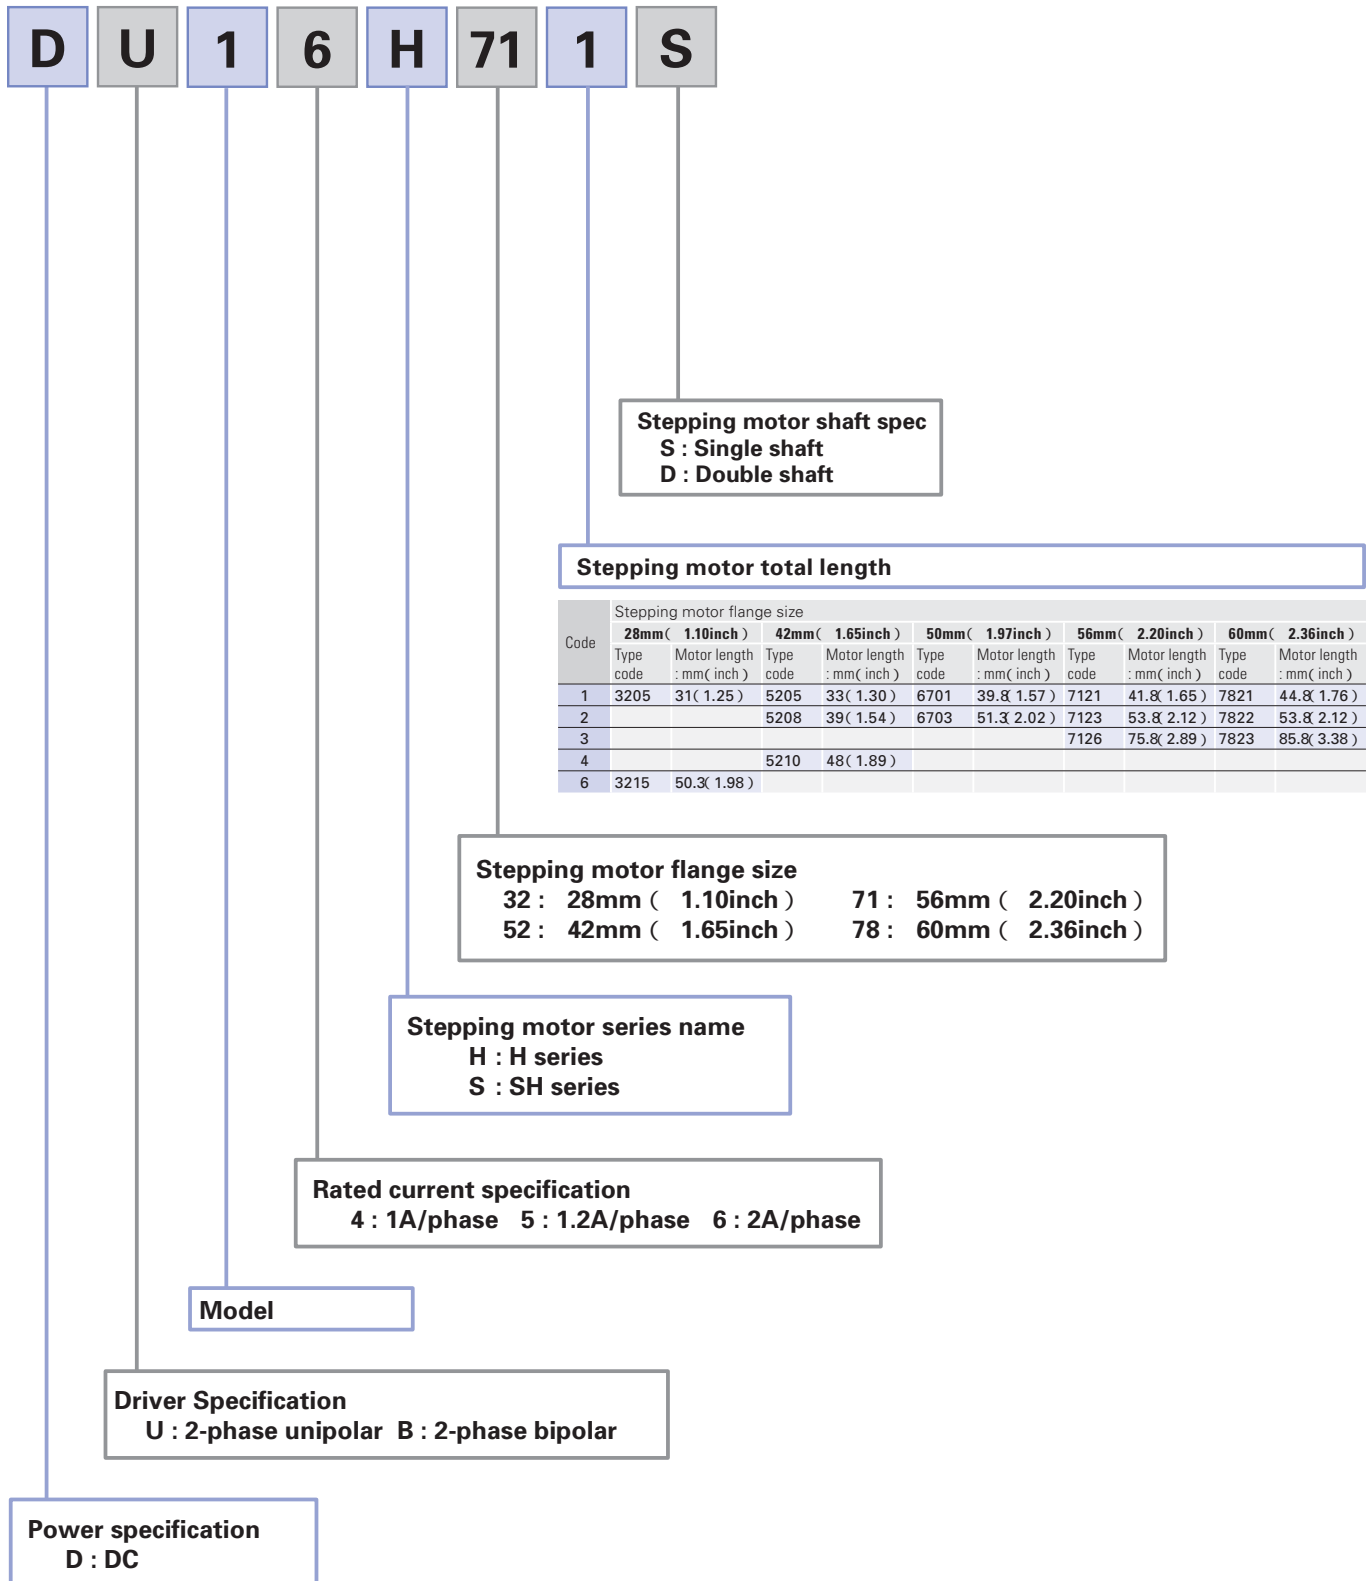 D U 1 6 H 71 1 S
Stepping motor shaft spec
S : Single shaft
D : Double shaft
Stepping motor total length
Stepping motor flange size
Code
28mm( 1.10inch ) 42mm( 1.65inch ) 50mm( 1.97inch ) 56mm( 2.20inch ) 60mm( 2.36inch )
Type Motor length Type Motor length Type Motor length Type Motor length Type Motor length
code : mm( inch ) code : mm( inch ) code : mm( inch ) code : mm( inch ) code : mm( inch )
1 3205 31( 1.25 ) 5205 33( 1.30 ) 6701 39.8( 1.57 ) 7121 41.8( 1.65 ) 7821 44.8( 1.76 )
2 5208 39( 1.54 ) 6703 51.3( 2.02 ) 7123 53.8( 2.12 ) 7822 53.8( 2.12 )
3 7126 75.8( 2.89 ) 7823 85.8( 3.38 )
4 5210 48( 1.89 )
6 3215 50.3( 1.98 )
Stepping motor flange size
32 : 28mm ( 1.10inch ) 71 : 56mm ( 2.20inch )
52 : 42mm ( 1.65inch ) 78 : 60mm ( 2.36inch )
Stepping motor series name
H : H series
S : SH series
Rated current specification
4 : 1A/phase 5 : 1.2A/phase 6 : 2A/phase
Model
Driver Specification
U : 2-phase unipolar B : 2-phase bipolar
Power specification
D : DC